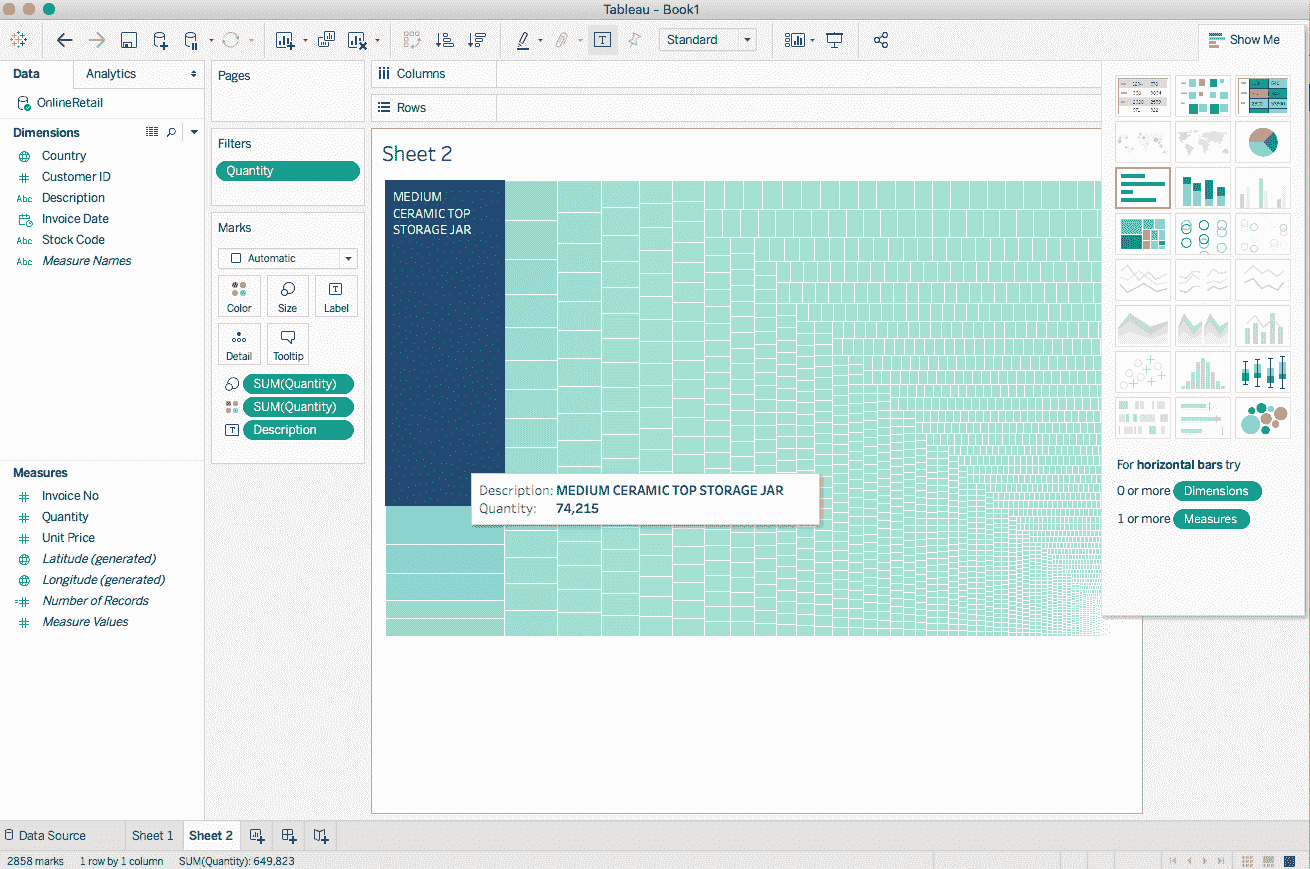 Tableau - Book1
Standard
Show Me
Data
Analytics
OnlineRetail
Dimensions
Country
Customer ID
Abc Description
Invoice Date
Abc Stock Code
Abc Measure Names
Measures
Invoice No
Quantity
Unit Price
Latitude (generated)
Longitude (generated)
Number of Records
Measure Values
Pages
Filters
Quantity
Marks
Automatic
Color
Size
Label
Detail
Tooltip
SUM(Quantity)
SUM(Quantity)
Description
Columns
Rows
Sheet 2
MEDIUM
CERAMIC TOP
STORAGE JAR
Description: MEDIUM CERAMIC TOP STORAGE JAR
Quantity: 74,215
For horizontal bars try
0 or more Dimensions
1 or more Measures
Data Source
Sheet 1
Sheet 2
2858 marks
1 row by 1 column
SUM(Quantity): 649,823